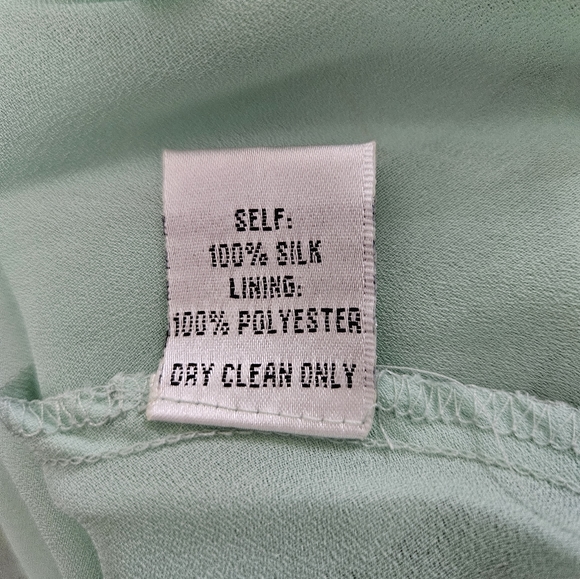 SELF:
100% SILK
LINING:
100% POLYESTER
DRY CLEAN ONLY